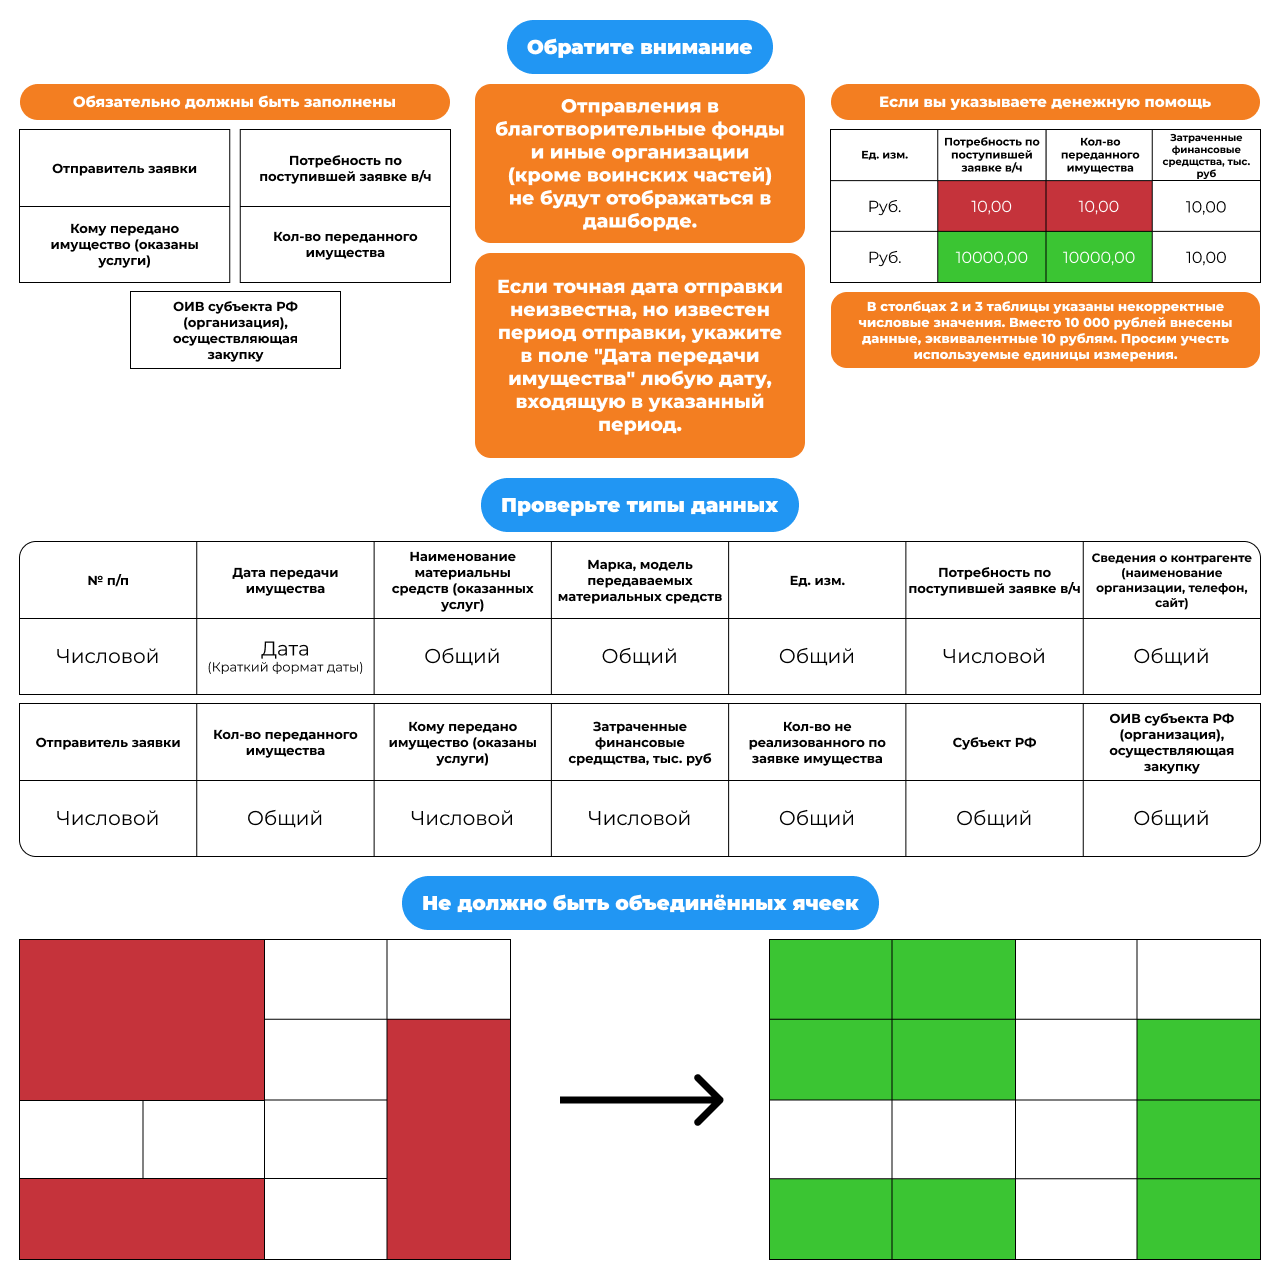 Обратите внимание
Обязательно должны быть заполнены
Отправитель заявки
Потребность по
поступившей заявке в/ч
Кому передано
имущество (оказаны
услуги)
Кол-во переданного
имущества
ОИВ субъекта РФ
(организация),
осуществляющая
закупку
Отправления в
благотворительные фонды
и иные организации
(кроме воинских частей)
не будут отображаться в
дашборде.
Если точная дата отправки
неизвестна, но известен
период отправки, укажите
в поле "Дата передачи
имущества" любую дату,
входящую в указанный
период.
Если вы указываете денежную помощь
Ед. изм.
Потребность по
поступившей
заявке в/ч
Кол-во
переданного
имущества
Затраченные
финансовые
средщства, тыс.
руб
Руб.
10,00
10,00
10,00
Руб.
10000,00
10000,00
10,00
В столбцах 2 и 3 таблицы указаны некорректные
числовые значения. Вместо 10 000 рублей внесены
данные, эквивалентные 10 рублям. Просим учесть
используемые единицы измерения.
Проверьте типы данных
№ п/п
Дата передачи
имущества
Наименование
материальны
средств (оказанных
услуг)
Марка, модель
передаваемых
материальных средств
Ед. изм.
Потребность по
поступившей заявке в/ч
Сведения о контрагенте
(наименование
организации, телефон,
сайт)
Числовой
Дата
(Краткий формат даты)
Общий
Общий
Общий
Числовой
Общий
Отправитель заявки
Кол-во переданного
имущества
Кому передано
имущество (оказаны
услуги)
Затраченные
финансовые
средщства, тыс. руб
Кол-во не
реализованного по
заявке имущества
Субъект РФ
ОИВ субъекта РФ
(организация),
осуществляющая
закупку
Числовой
Общий
Числовой
Числовой
Общий
Общий
Общий
Не должно быть объединённых ячеек